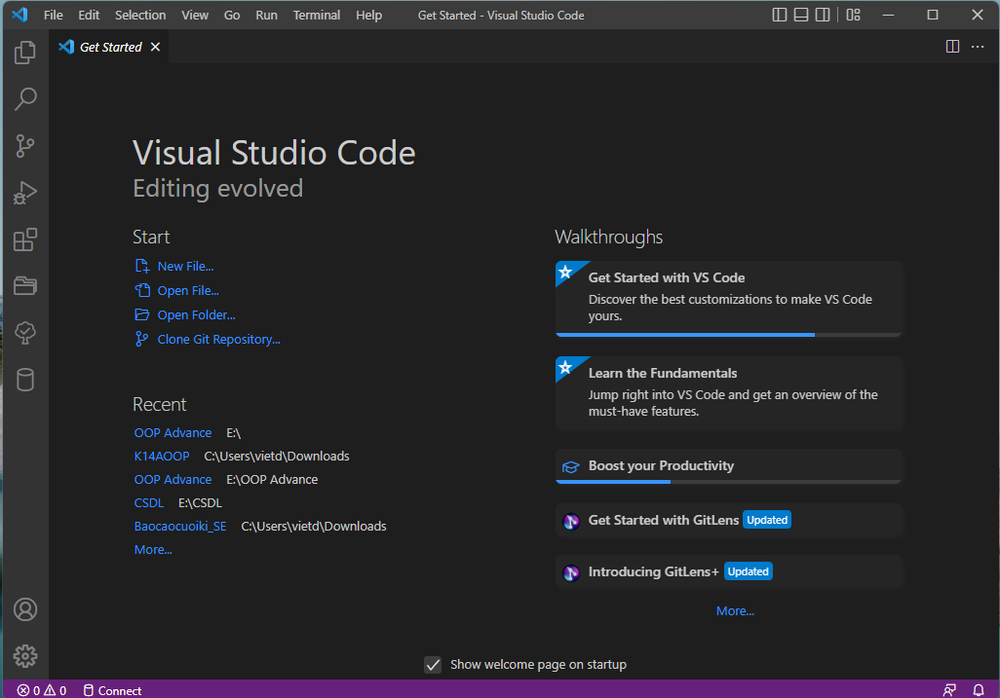 File Edit Selection View Go Run Terminal Help Get Started - Visual Studio Code
Get Started
Visual Studio Code
Editing evolved
Start
New File...
Open File...
Open Folder...
Clone Git Repository...
Recent
OOP Advance E:\
K14AOOP C:\Users\vietd\Downloads
OOP Advance E:\OOP Advance
CSDL E:\CSDL
Baocaocuoiki_SE C:\Users\vietd\Downloads
More...
Walkthroughs
Get Started with VS Code
Discover the best customizations to make VS Code
yours.
Learn the Fundamentals
Jump right into VS Code and get an overview of the
must-have features.
Boost your Productivity
Get Started with GitLens Updated
Introducing GitLens+ Updated
More...
Show welcome page on startup
0 0 Connect